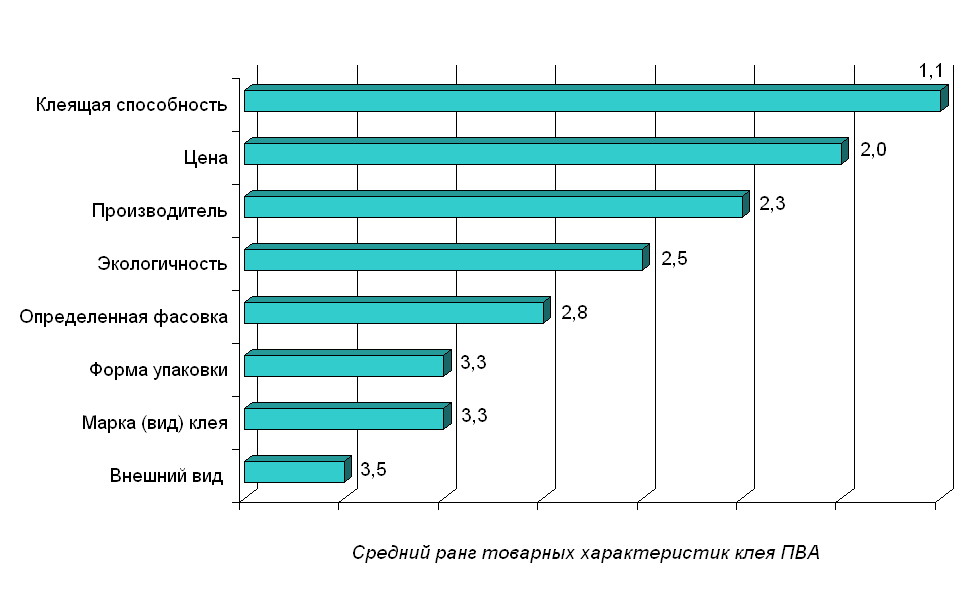 1,1
Клеящая способность
Цена 2,0
Производитель 2,3
Экологичность 2,5
Определенная фасовка 2,8
Форма упаковки 3,3
Марка (вид) клея 3,3
Внешний вид 3,5
Средний ранг товарных характеристик клея ПВА